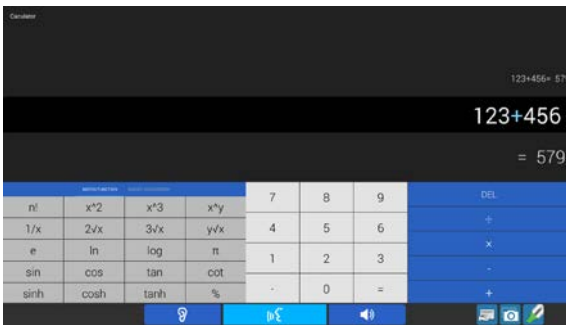 Calculator
123+456= 579
123+456
= 579
7 8 9 DEL
n! x^2 x^3 x^y
÷
1/x 2√x 3√x y√x 4 5 6
×
e ln log π
1 2 3
sin cos tan cot
-
sinh cosh tanh % . 0 = +